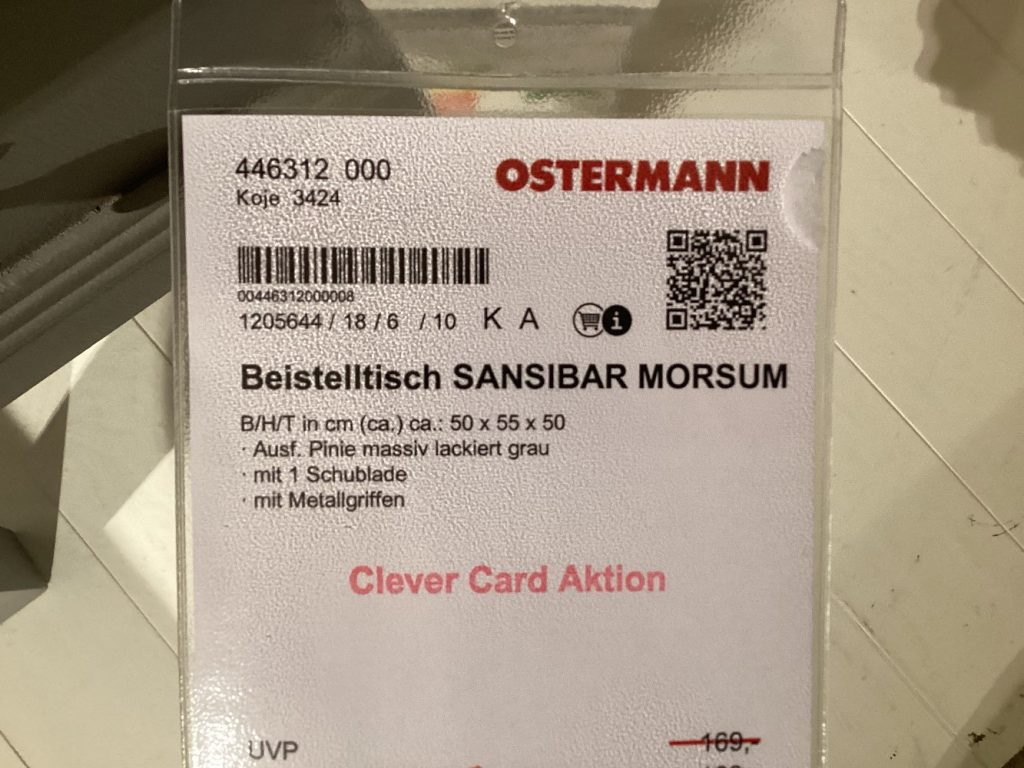 446312 000
OSTERMANN
Koje 3424
00446312000008
1205644 / 18 / 6 / 10 K A
i
Beistelltisch SANSIBAR MORSUM
B/H/T in cm (ca.) ca.: 50 x 55 x 50
· Ausf. Pinie massiv lackiert grau
· mit 1 Schublade
· mit Metallgriffen
Clever Card Aktion
UVP 169,-